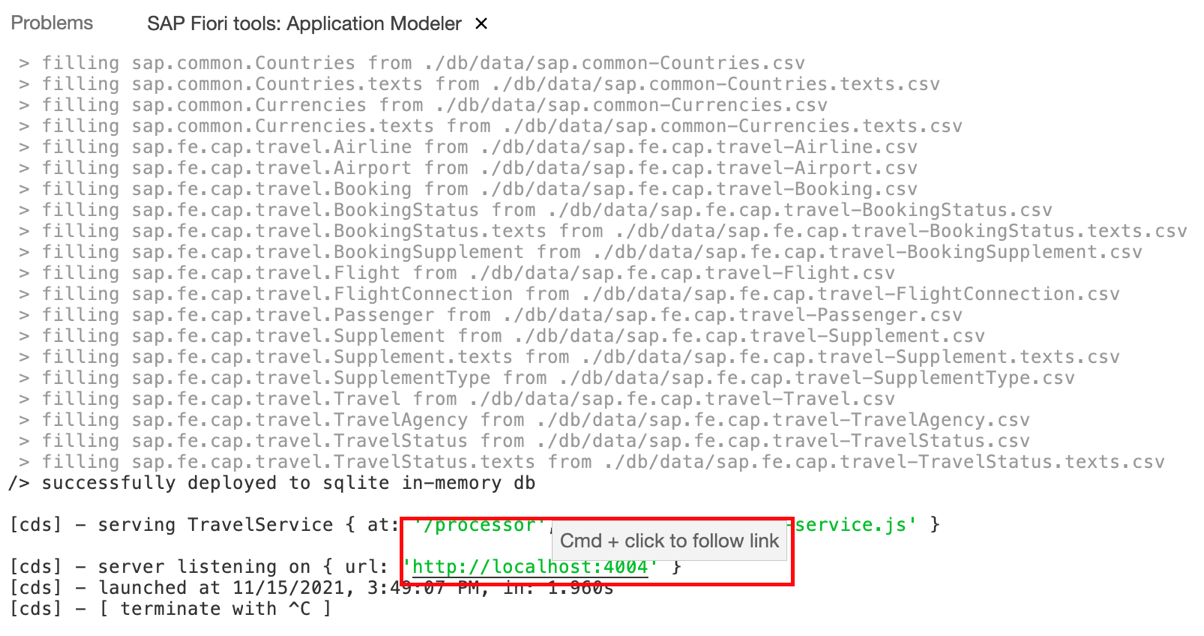 Problems SAP Fiori tools: Application Modeler ×
> filling sap.common.Countries from ./db/data/sap.common-Countries.csv
> filling sap.common.Countries.texts from ./db/data/sap.common-Countries.texts.csv
> filling sap.common.Currencies from ./db/data/sap.common-Currencies.csv
> filling sap.common.Currencies.texts from ./db/data/sap.common-Currencies.texts.csv
> filling sap.fe.cap.travel.Airline from ./db/data/sap.fe.cap.travel-Airline.csv
> filling sap.fe.cap.travel.Airport from ./db/data/sap.fe.cap.travel-Airport.csv
> filling sap.fe.cap.travel.Booking from ./db/data/sap.fe.cap.travel-Booking.csv
> filling sap.fe.cap.travel.BookingStatus from ./db/data/sap.fe.cap.travel-BookingStatus.csv
> filling sap.fe.cap.travel.BookingStatus.texts from ./db/data/sap.fe.cap.travel-BookingStatus.texts.csv
> filling sap.fe.cap.travel.BookingSupplement from ./db/data/sap.fe.cap.travel-BookingSupplement.csv
> filling sap.fe.cap.travel.Flight from ./db/data/sap.fe.cap.travel-Flight.csv
> filling sap.fe.cap.travel.FlightConnection from ./db/data/sap.fe.cap.travel-FlightConnection.csv
> filling sap.fe.cap.travel.Passenger from ./db/data/sap.fe.cap.travel-Passenger.csv
> filling sap.fe.cap.travel.Supplement from ./db/data/sap.fe.cap.travel-Supplement.csv
> filling sap.fe.cap.travel.Supplement.texts from ./db/data/sap.fe.cap.travel-Supplement.texts.csv
> filling sap.fe.cap.travel.SupplementType from ./db/data/sap.fe.cap.travel-SupplementType.csv
> filling sap.fe.cap.travel.Travel from ./db/data/sap.fe.cap.travel-Travel.csv
> filling sap.fe.cap.travel.TravelAgency from ./db/data/sap.fe.cap.travel-TravelAgency.csv
> filling sap.fe.cap.travel.TravelStatus from ./db/data/sap.fe.cap.travel-TravelStatus.csv
> filling sap.fe.cap.travel.TravelStatus.texts from ./db/data/sap.fe.cap.travel-TravelStatus.texts.csv
/> successfully deployed to sqlite in-memory db
[cds] - serving TravelService { at: '/processor', -service.js' }
Cmd + click to follow link
[cds] - server listening on { url: 'http://localhost:4004' }
[cds] - launched at 11/15/2021, 3:49:07 PM, in: 1.960s
[cds] - [ terminate with ^C ]